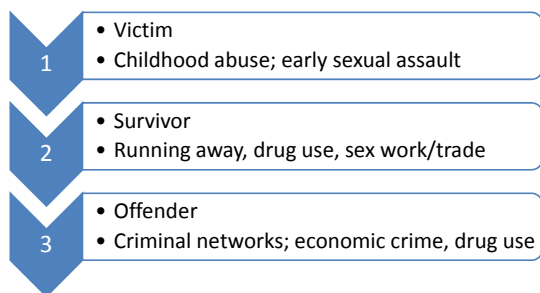 1
• Victim
• Childhood abuse; early sexual assault
2
• Survivor
• Running away, drug use, sex work/trade
3
• Offender
• Criminal networks; economic crime, drug use